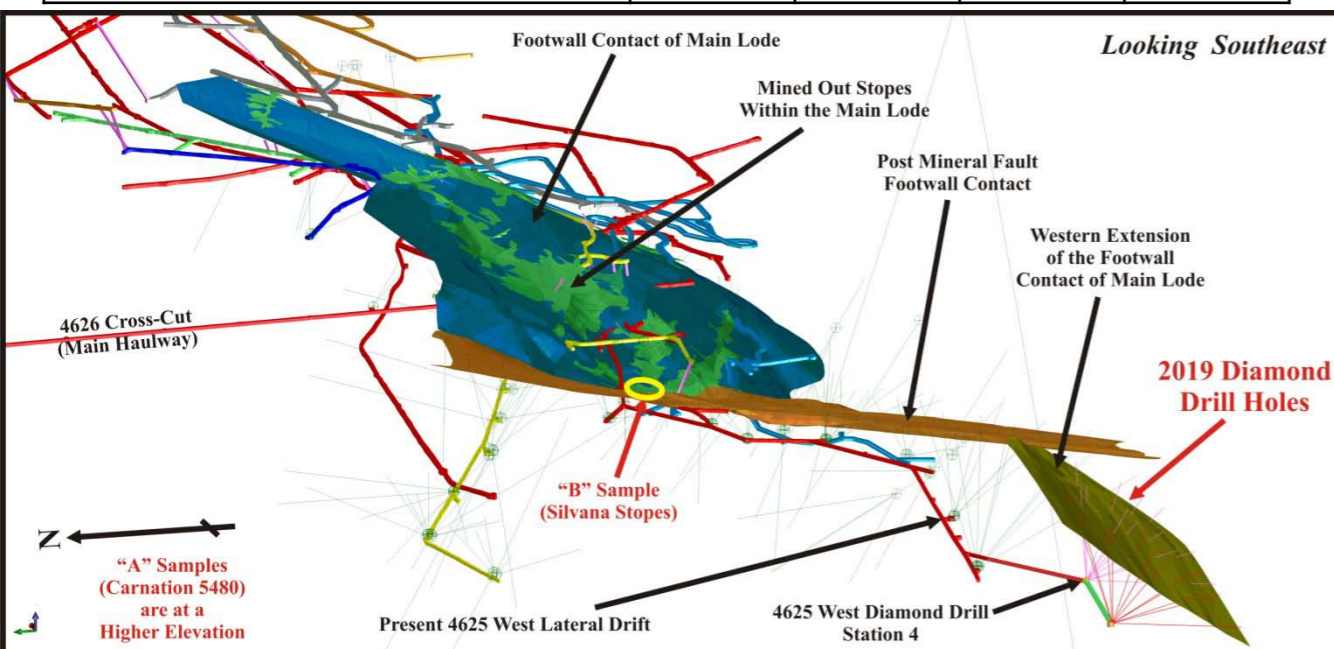 Footwall Contact of Main Lode
Looking Southeast
Mined Out Stopes
Within the Main Lode
Post Mineral Fault
Footwall Contact
Western Extension
of the Footwall
Contact of Main Lode
4626 Cross-Cut
(Main Haulway)
2019 Diamond
Drill Holes
"B" Sample
(Silvana Stopes)
N
"A" Samples
(Carnation 5480)
are at a
Higher Elevation
Present 4625 West Lateral Drift
4625 West Diamond Drill
Station 4